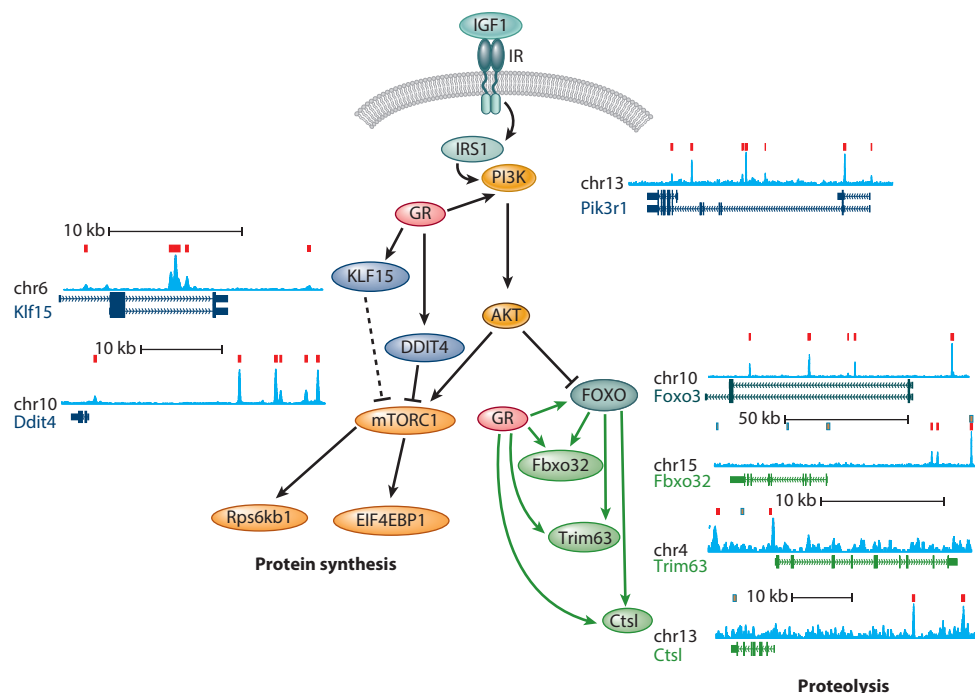 IGF1
IR
IRS1
PI3K
chr13
Pik3r1
GR
10 kb
KLF15
chr6
Klf15
AKT
10 kb
DDIT4
chr10
Ddit4
chr10
Foxo3
FOXO
GR
mTORC1
50 kb
Fbxo32
chr15
Fbxo32
10 kb
Rps6kb1
EIF4EBP1
Trim63
chr4
Trim63
Protein synthesis
10 kb
Ctsl
chr13
Ctsl
Proteolysis